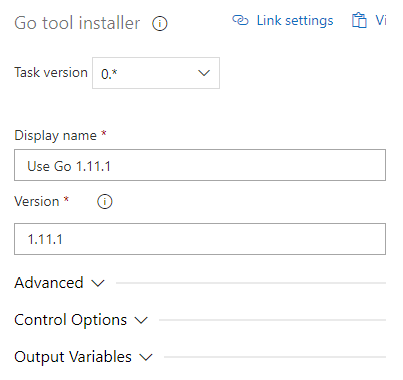 Go tool installer
Link settings
Vi
Task version 0.*
Display name *
Use Go 1.11.1
Version *
1.11.1
Advanced
Control Options
Output Variables